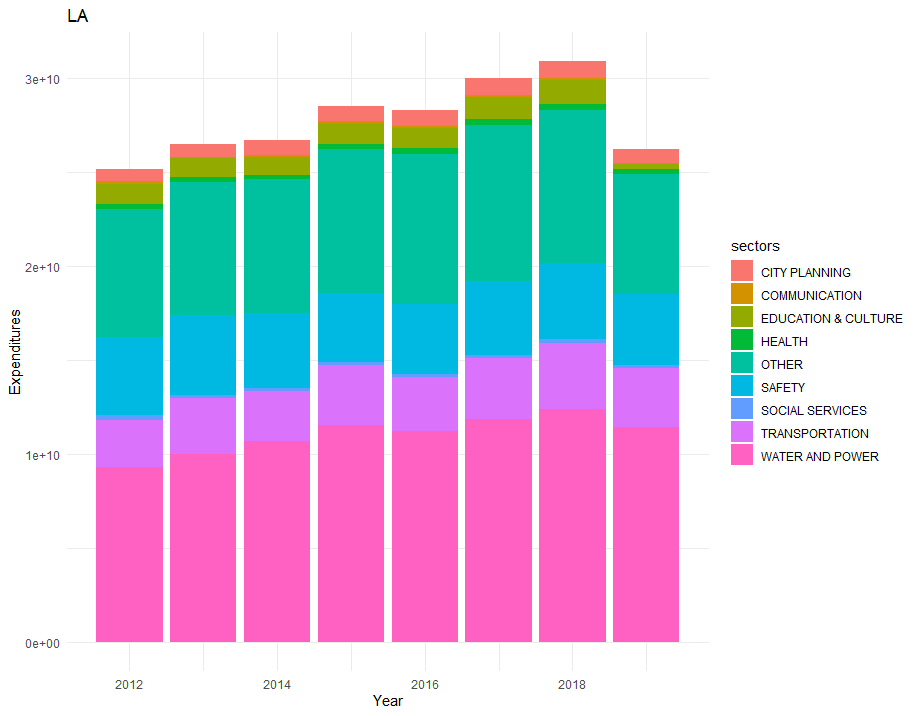 LA
3e+10
2e+10
1e+10
0e+00
Expenditures
2012
2014
2016
2018
Year
sectors
CITY PLANNING
COMMUNICATION
EDUCATION & CULTURE
HEALTH
OTHER
SAFETY
SOCIAL SERVICES
TRANSPORTATION
WATER AND POWER